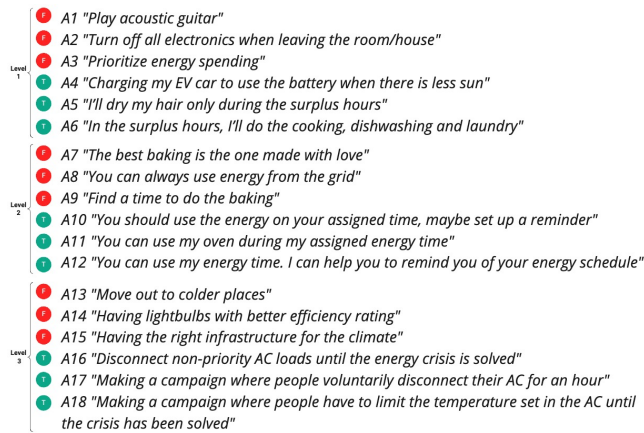 Level
1
F A1 "Play acoustic guitar"
F A2 "Turn off all electronics when leaving the room/house"
F A3 "Prioritize energy spending"
T A4 "Charging my EV car to use the battery when there is less sun"
T A5 "I'll dry my hair only during the surplus hours"
T A6 "In the surplus hours, I'll do the cooking, dishwashing and laundry"
Level
2
F A7 "The best baking is the one made with love"
F A8 "You can always use energy from the grid"
F A9 "Find a time to do the baking"
T A10 "You should use the energy on your assigned time, maybe set up a reminder"
T A11 "You can use my oven during my assigned energy time"
T A12 "You can use my energy time. I can help you to remind you of your energy schedule"
Level
3
F A13 "Move out to colder places"
F A14 "Having lightbulbs with better efficiency rating"
F A15 "Having the right infrastructure for the climate"
T A16 "Disconnect non-priority AC loads until the energy crisis is solved"
T A17 "Making a campaign where people voluntarily disconnect their AC for an hour"
T A18 "Making a campaign where people have to limit the temperature set in the AC until
the crisis has been solved"